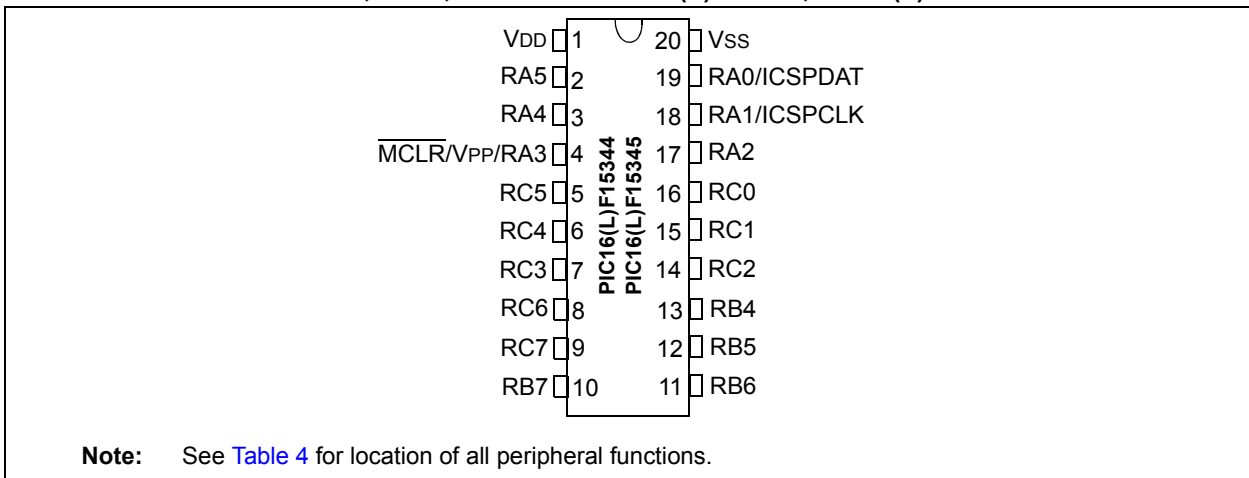 VDD 1 20 VSS
RA5 2 19 RA0/ICSPDAT
RA4 3 18 RA1/ICSPCLK
MCLR/VPP/RA3 4 17 RA2
RC5 5 16 RC0
RC4 6 15 RC1
RC3 7 14 RC2
RC6 8 13 RB4
RC7 9 12 RB5
RB7 10 11 RB6
PIC16(L)F15344
PIC16(L)F15345
Note: See Table 4 for location of all peripheral functions.